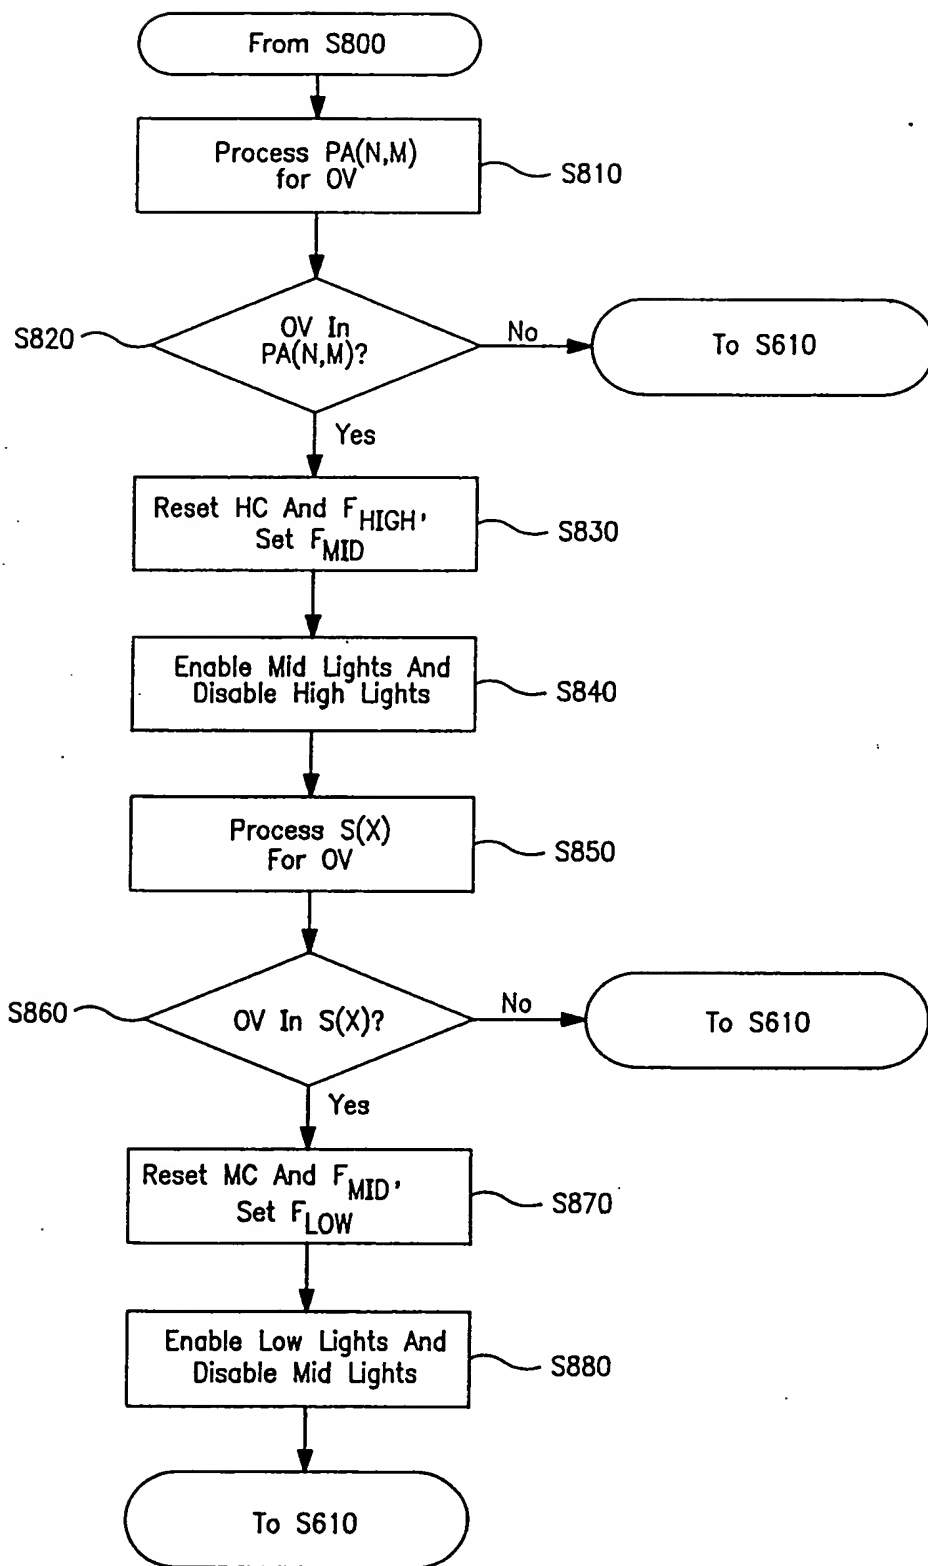 From S800
Process PA(N,M)
for OV
S810
S820
OV In
PA(N,M)?
No
To S610
Yes
Reset HC And F_HIGH,
Set F_MID
S830
Enable Mid Lights And
Disable High Lights
S840
Process S(X)
For OV
S850
S860
OV In S(X)?
No
To S610
Yes
Reset MC And F_MID,
Set F_LOW
S870
Enable Low Lights And
Disable Mid Lights
S880
To S610